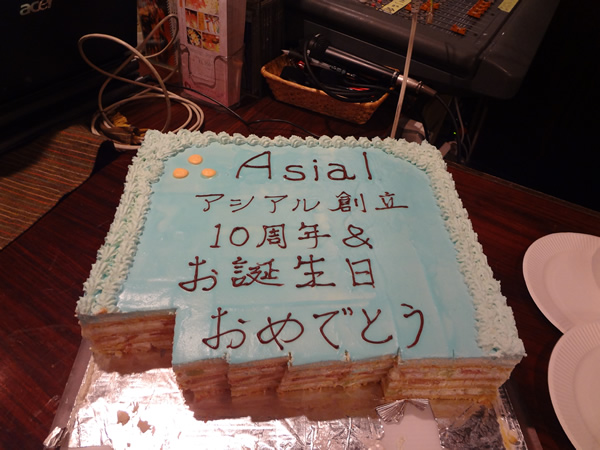 acer
Asial
アシアル創立
10周年&
お誕生日
おめでとう